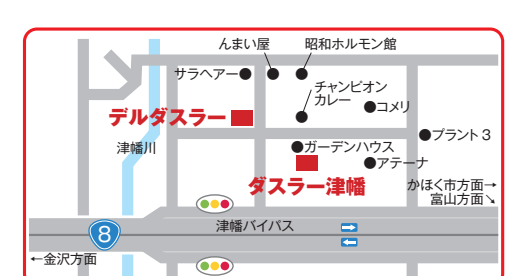 んまい屋
昭和ホルモン館
サラヘアー
チャンピオン
カレー
コメリ
デルダスラー
プラント3
津幡川
ガーデンハウス
アテーナ
ダスラー津幡
かほく市方面→
富山方面↘
津幡バイパス
8
←金沢方面